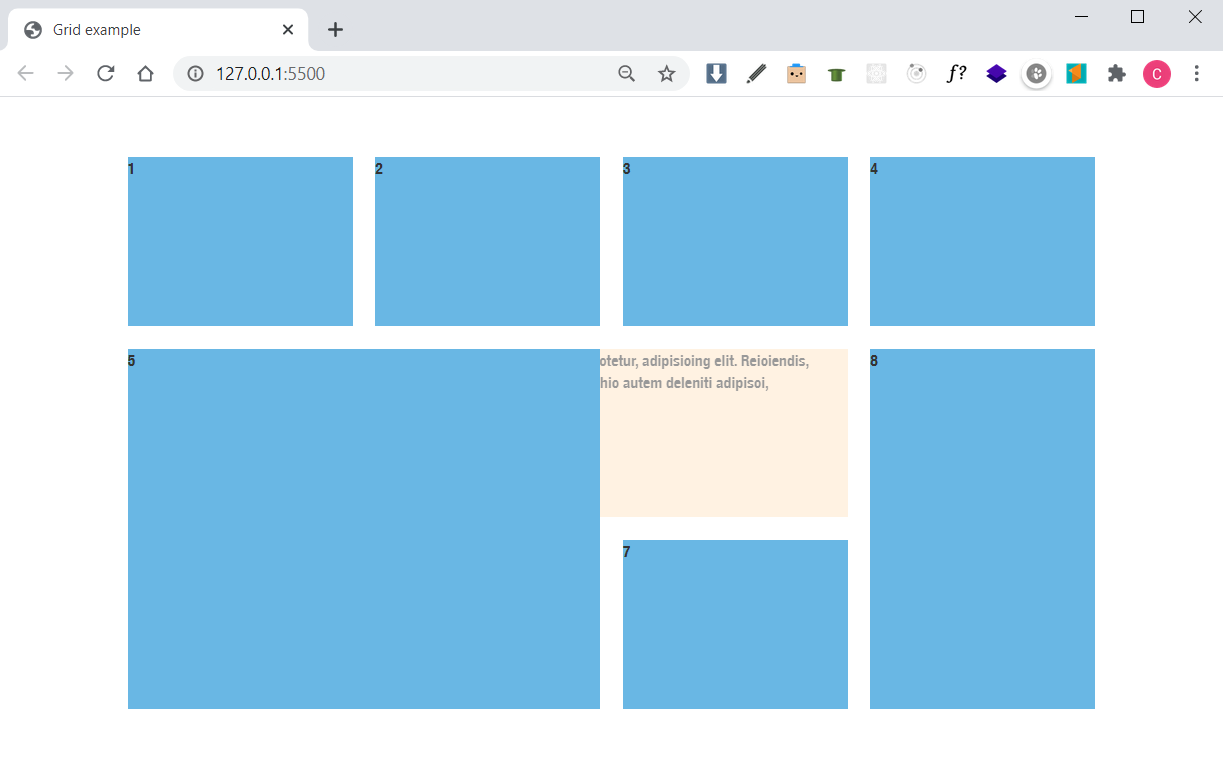 Grid example
127.0.0.1:5500
f?
C
1
2
3
4
5
otetur, adipisioing elit. Reioiendis,
hio autem deleniti adipisoi,
8
7